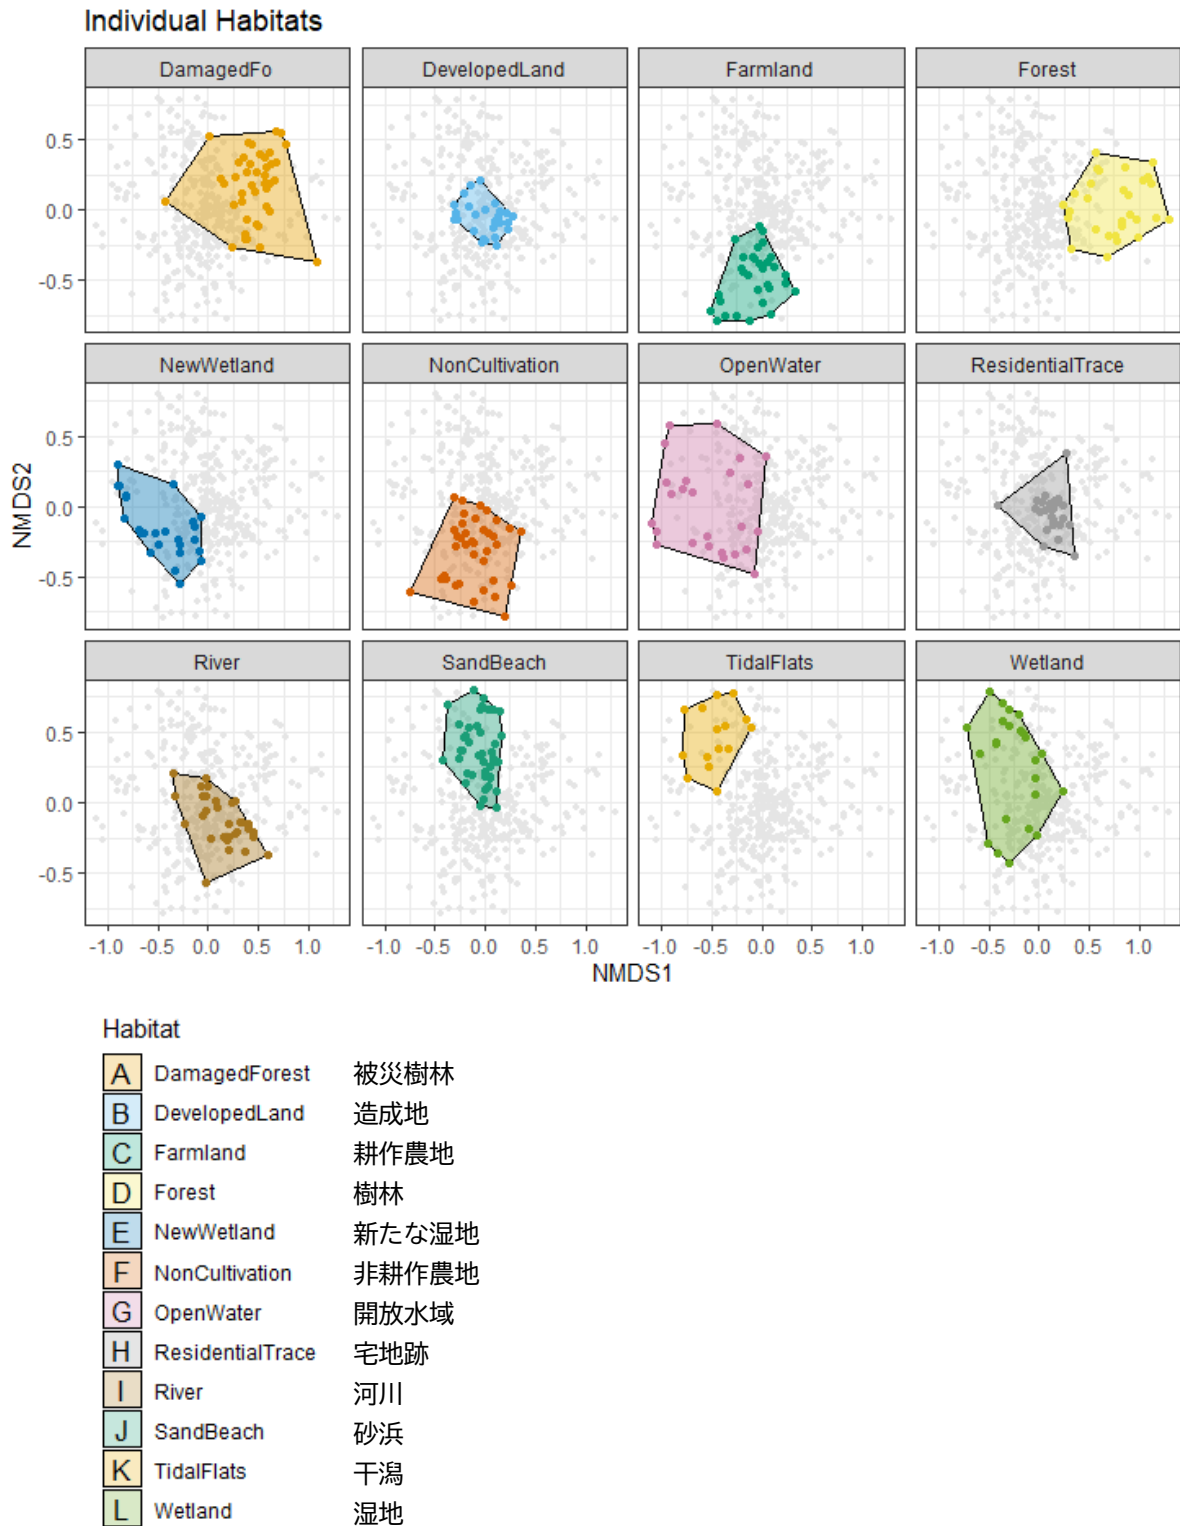 Individual Habitats
DamagedFo DevelopedLand Farmland Forest
0.5
0.0
-0.5
NewWetland NonCultivation OpenWater ResidentialTrace
0.5
0.0
-0.5
NMDS2
River SandBeach TidalFlats Wetland
0.5
0.0
-0.5
-1.0 -0.5 0.0 0.5 1.0 -1.0 -0.5 0.0 0.5 1.0 -1.0 -0.5 0.0 0.5 1.0 -1.0 -0.5 0.0 0.5 1.0
NMDS1
Habitat
A DamagedForest 被災樹林
B DevelopedLand 造成地
C Farmland 耕作農地
D Forest 樹林
E NewWetland 新たな湿地
F NonCultivation 非耕作農地
G OpenWater 開放水域
H ResidentialTrace 宅地跡
I River 河川
J SandBeach 砂浜
K TidalFlats 干潟
L Wetland 湿地